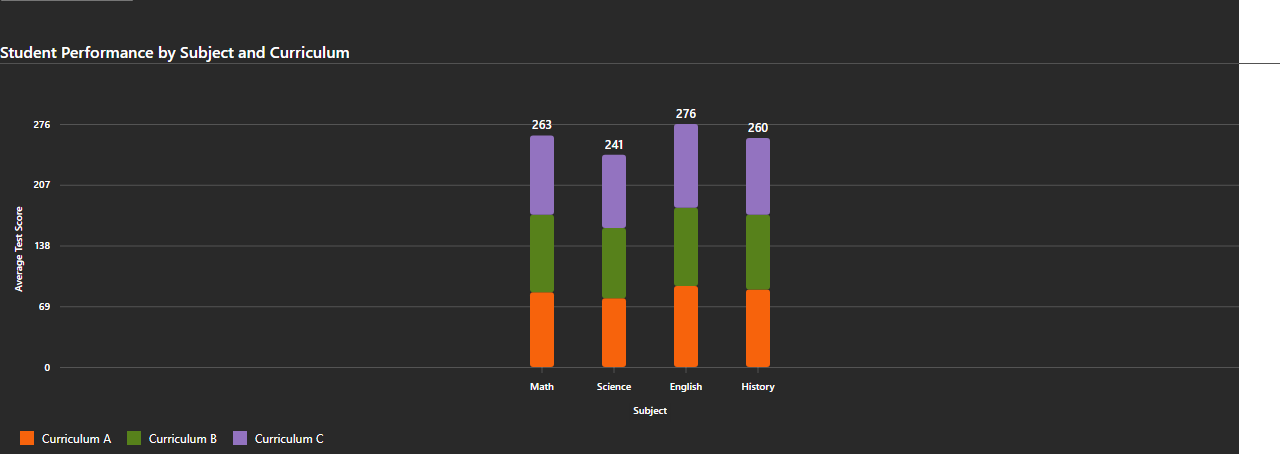 Student Performance by Subject and Curriculum
276
207
138
69
0
Average Test Score
263
241
276
260
Math
Science
English
History
Subject
Curriculum A
Curriculum B
Curriculum C